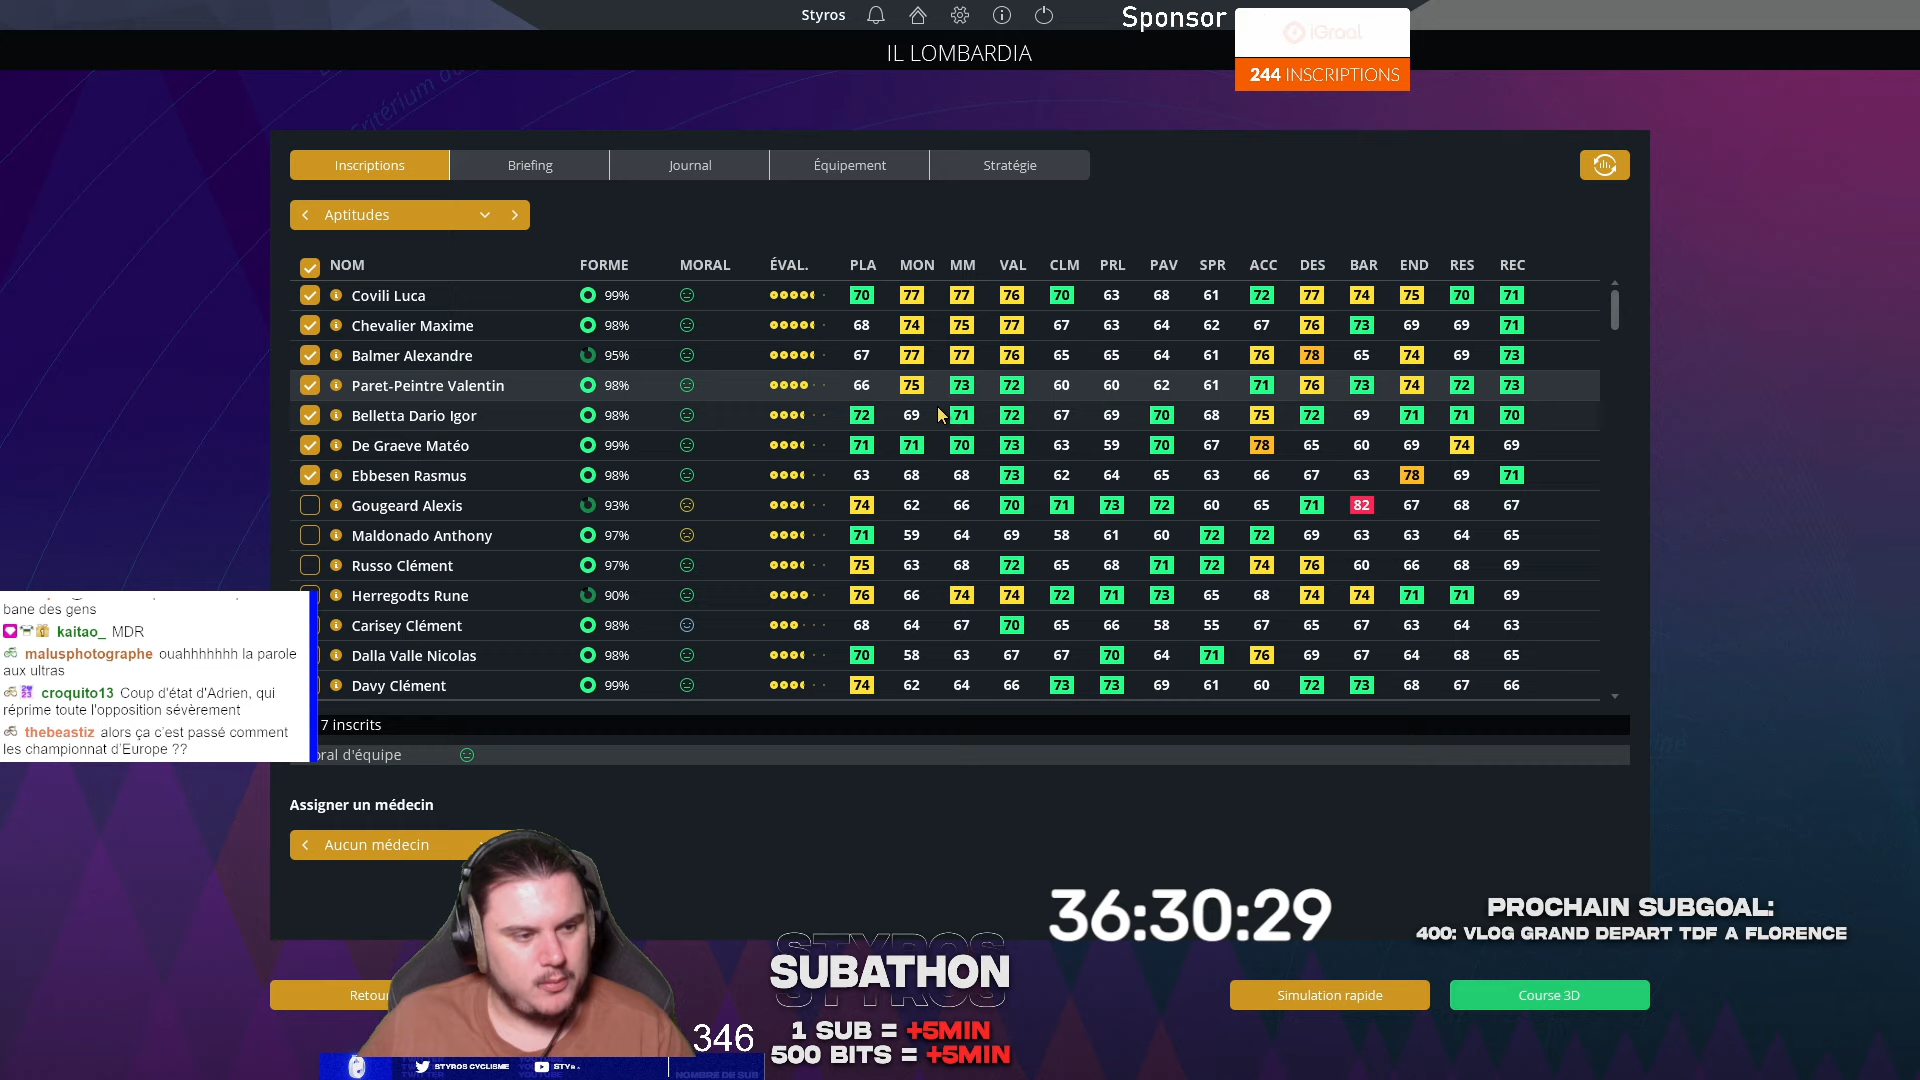 Styros
Sponsor
iGraal
244 INSCRIPTIONS
IL LOMBARDIA
Inscriptions Briefing Journal Équipement Stratégie
Aptitudes
NOM FORME MORAL ÉVAL. PLA MON MM VAL CLM PRL PAV SPR ACC DES BAR END RES REC
Covili Luca 99% 70 77 77 76 70 63 68 61 72 77 74 75 70 71
Chevalier Maxime 98% 68 74 75 77 67 63 64 62 67 76 73 69 69 71
Balmer Alexandre 95% 67 77 77 76 65 65 64 61 76 78 65 74 69 73
Paret-Peintre Valentin 98% 66 75 73 72 60 60 62 61 71 76 73 74 72 73
Belletta Dario Igor 98% 72 69 71 72 67 69 70 68 75 72 69 71 71 70
De Graeve Matéo 99% 71 71 70 73 63 59 70 67 78 65 60 69 74 69
Ebbesen Rasmus 98% 63 68 68 73 62 64 65 63 66 67 63 78 69 71
Gougeard Alexis 93% 74 62 66 70 71 73 72 60 65 71 82 67 68 67
Maldonado Anthony 97% 71 59 64 69 58 61 60 72 72 69 63 63 64 65
Russo Clément 97% 75 63 68 72 65 68 71 72 74 76 60 66 68 69
Herregodts Rune 90% 76 66 74 74 72 71 73 65 68 74 74 71 71 69
Carisey Clément 98% 68 64 67 70 65 66 58 55 67 65 67 63 64 63
Dalla Valle Nicolas 98% 70 58 63 67 67 70 64 71 76 69 67 64 68 65
Davy Clément 99% 74 62 64 66 73 73 69 61 60 72 73 68 67 66
7 inscrits
oral d'équipe
Assigner un médecin
Aucun médecin
bane des gens
kaitao_ MDR
malusphotographe ouahhhhhhh la parole
aux ultras
croquito13 Coup d'état d'Adrien, qui
réprime toute l'opposition sévèrement
thebeastiz alors ça c'est passé comment
les championnat d'Europe ??
36:30:29
PROCHAIN SUBGOAL:
400: VLOG GRAND DEPART TDF A FLORENCE
Retour
STYROS
SUBATHON
STYROS
Simulation rapide
Course 3D
346
1 SUB = +5MIN
500 BITS = +5MIN
STYROS CYCLISME
NOMBRE DE SUB